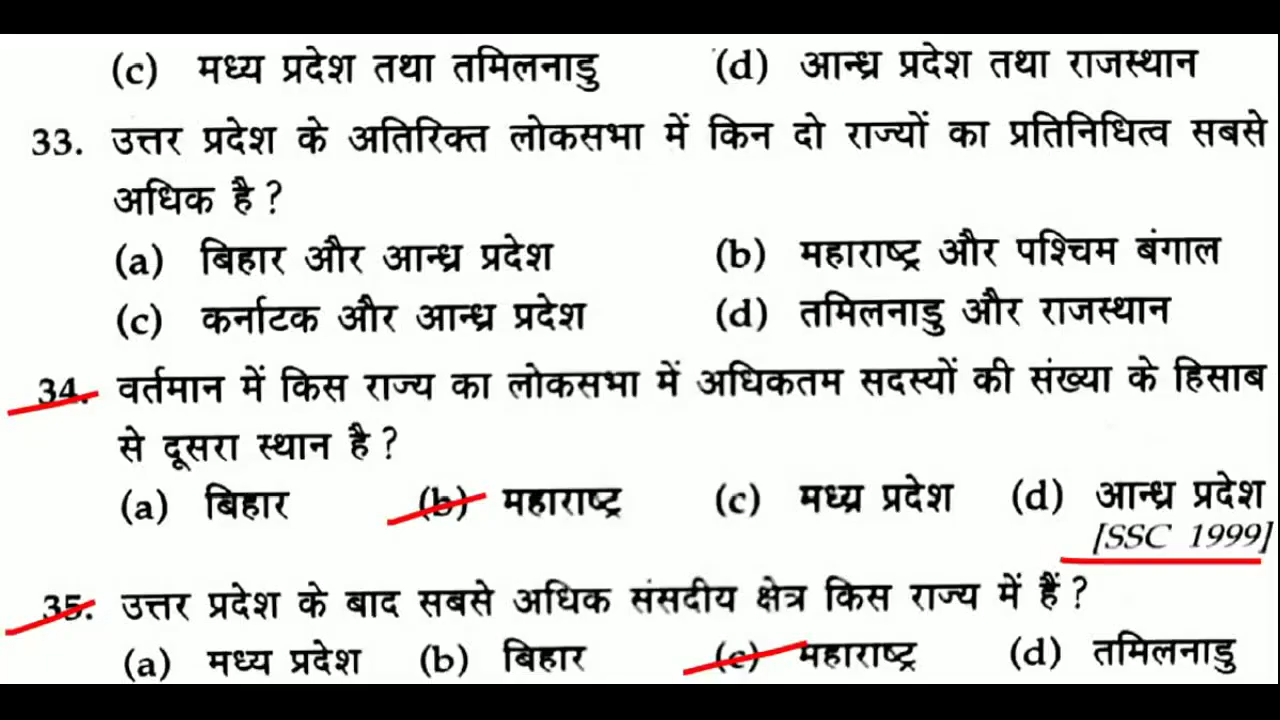 (c) मध्य प्रदेश तथा तमिलनाडु (d) आन्ध्र प्रदेश तथा राजस्थान
33. उत्तर प्रदेश के अतिरिक्त लोकसभा में किन दो राज्यों का प्रतिनिधित्व सबसे
अधिक है ?
(a) बिहार और आन्ध्र प्रदेश (b) महाराष्ट्र और पश्चिम बंगाल
(c) कर्नाटक और आन्ध्र प्रदेश (d) तमिलनाडु और राजस्थान
34. वर्तमान में किस राज्य का लोकसभा में अधिकतम सदस्यों की संख्या के हिसाब
से दूसरा स्थान है ?
(a) बिहार (b) महाराष्ट्र (c) मध्य प्रदेश (d) आन्ध्र प्रदेश
[SSC 1999]
35. उत्तर प्रदेश के बाद सबसे अधिक संसदीय क्षेत्र किस राज्य में हैं ?
(a) मध्य प्रदेश (b) बिहार (c) महाराष्ट्र (d) तमिलनाडु